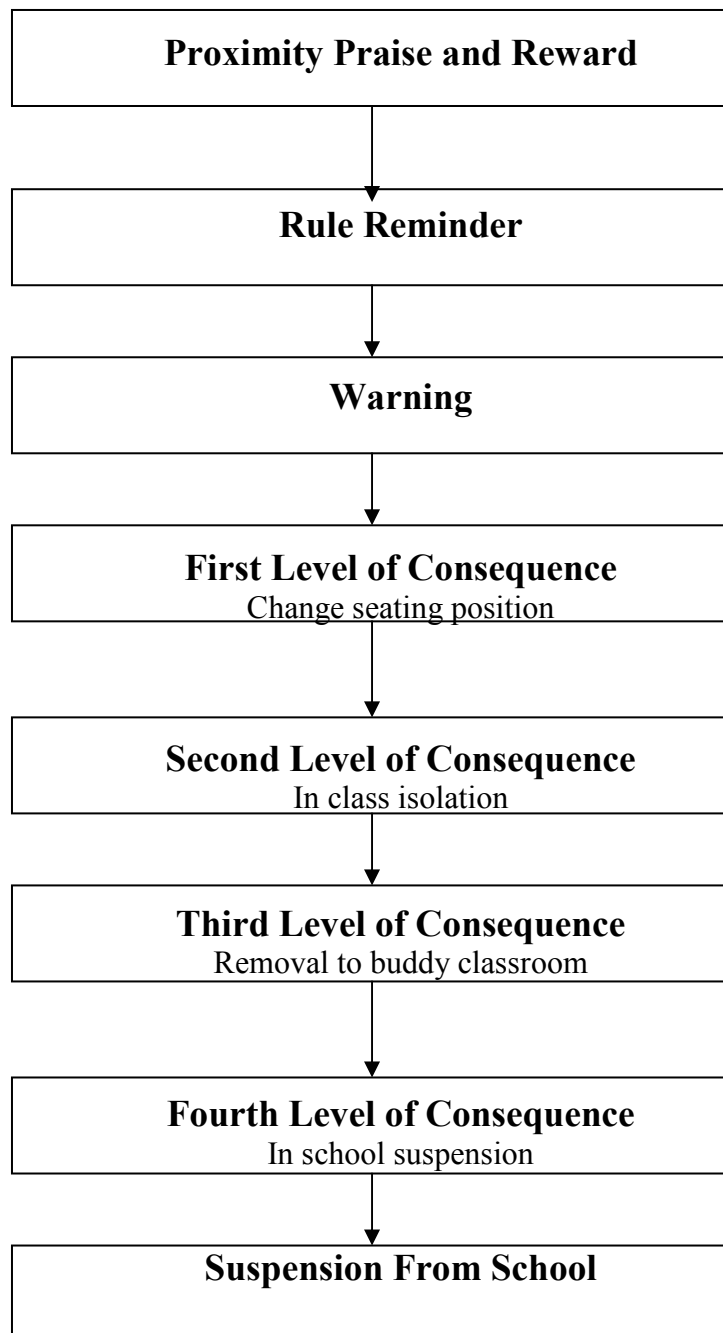 Proximity Praise and Reward
Rule Reminder
Warning
First Level of Consequence
Change seating position
Second Level of Consequence
In class isolation
Third Level of Consequence
Removal to buddy classroom
Fourth Level of Consequence
In school suspension
Suspension From School